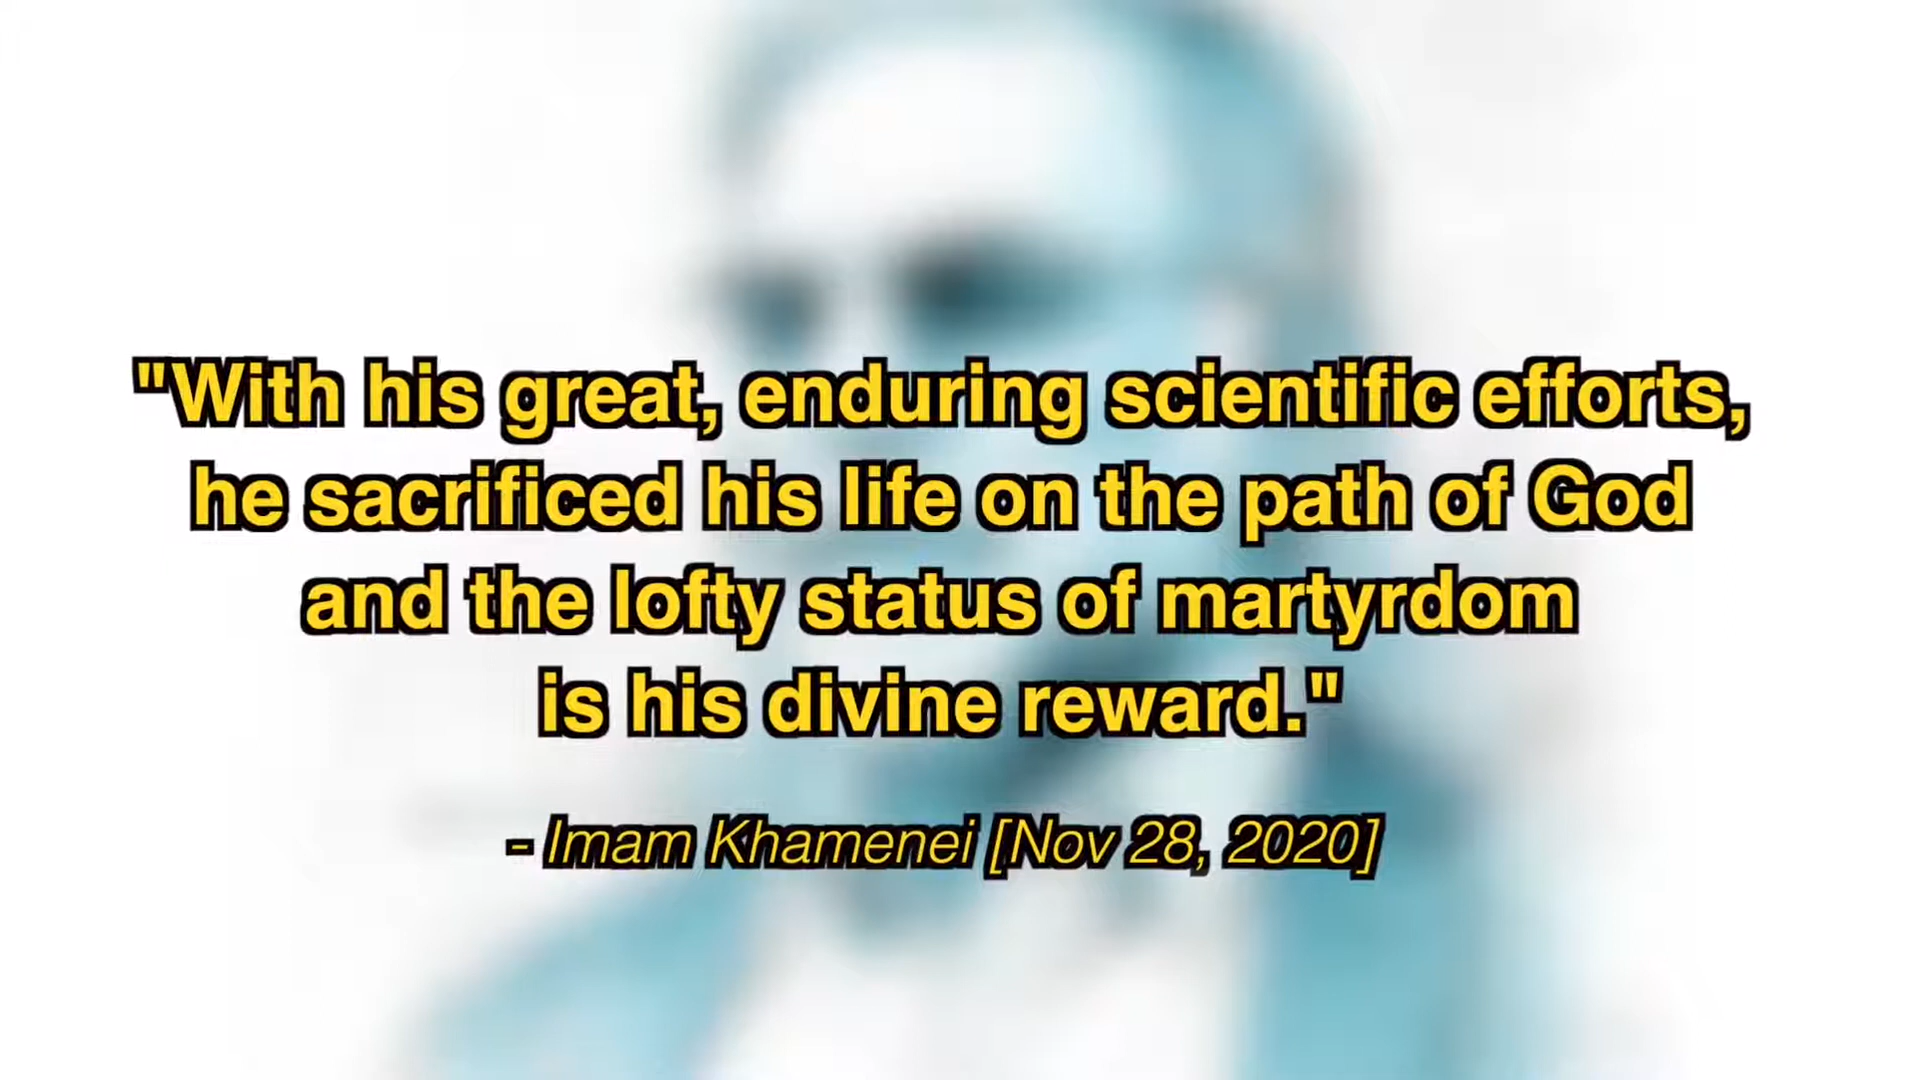 "With his great, enduring scientific efforts,
he sacrificed his life on the path of God
and the lofty status of martyrdom
is his divine reward."
- Imam Khamenei [Nov 28, 2020]